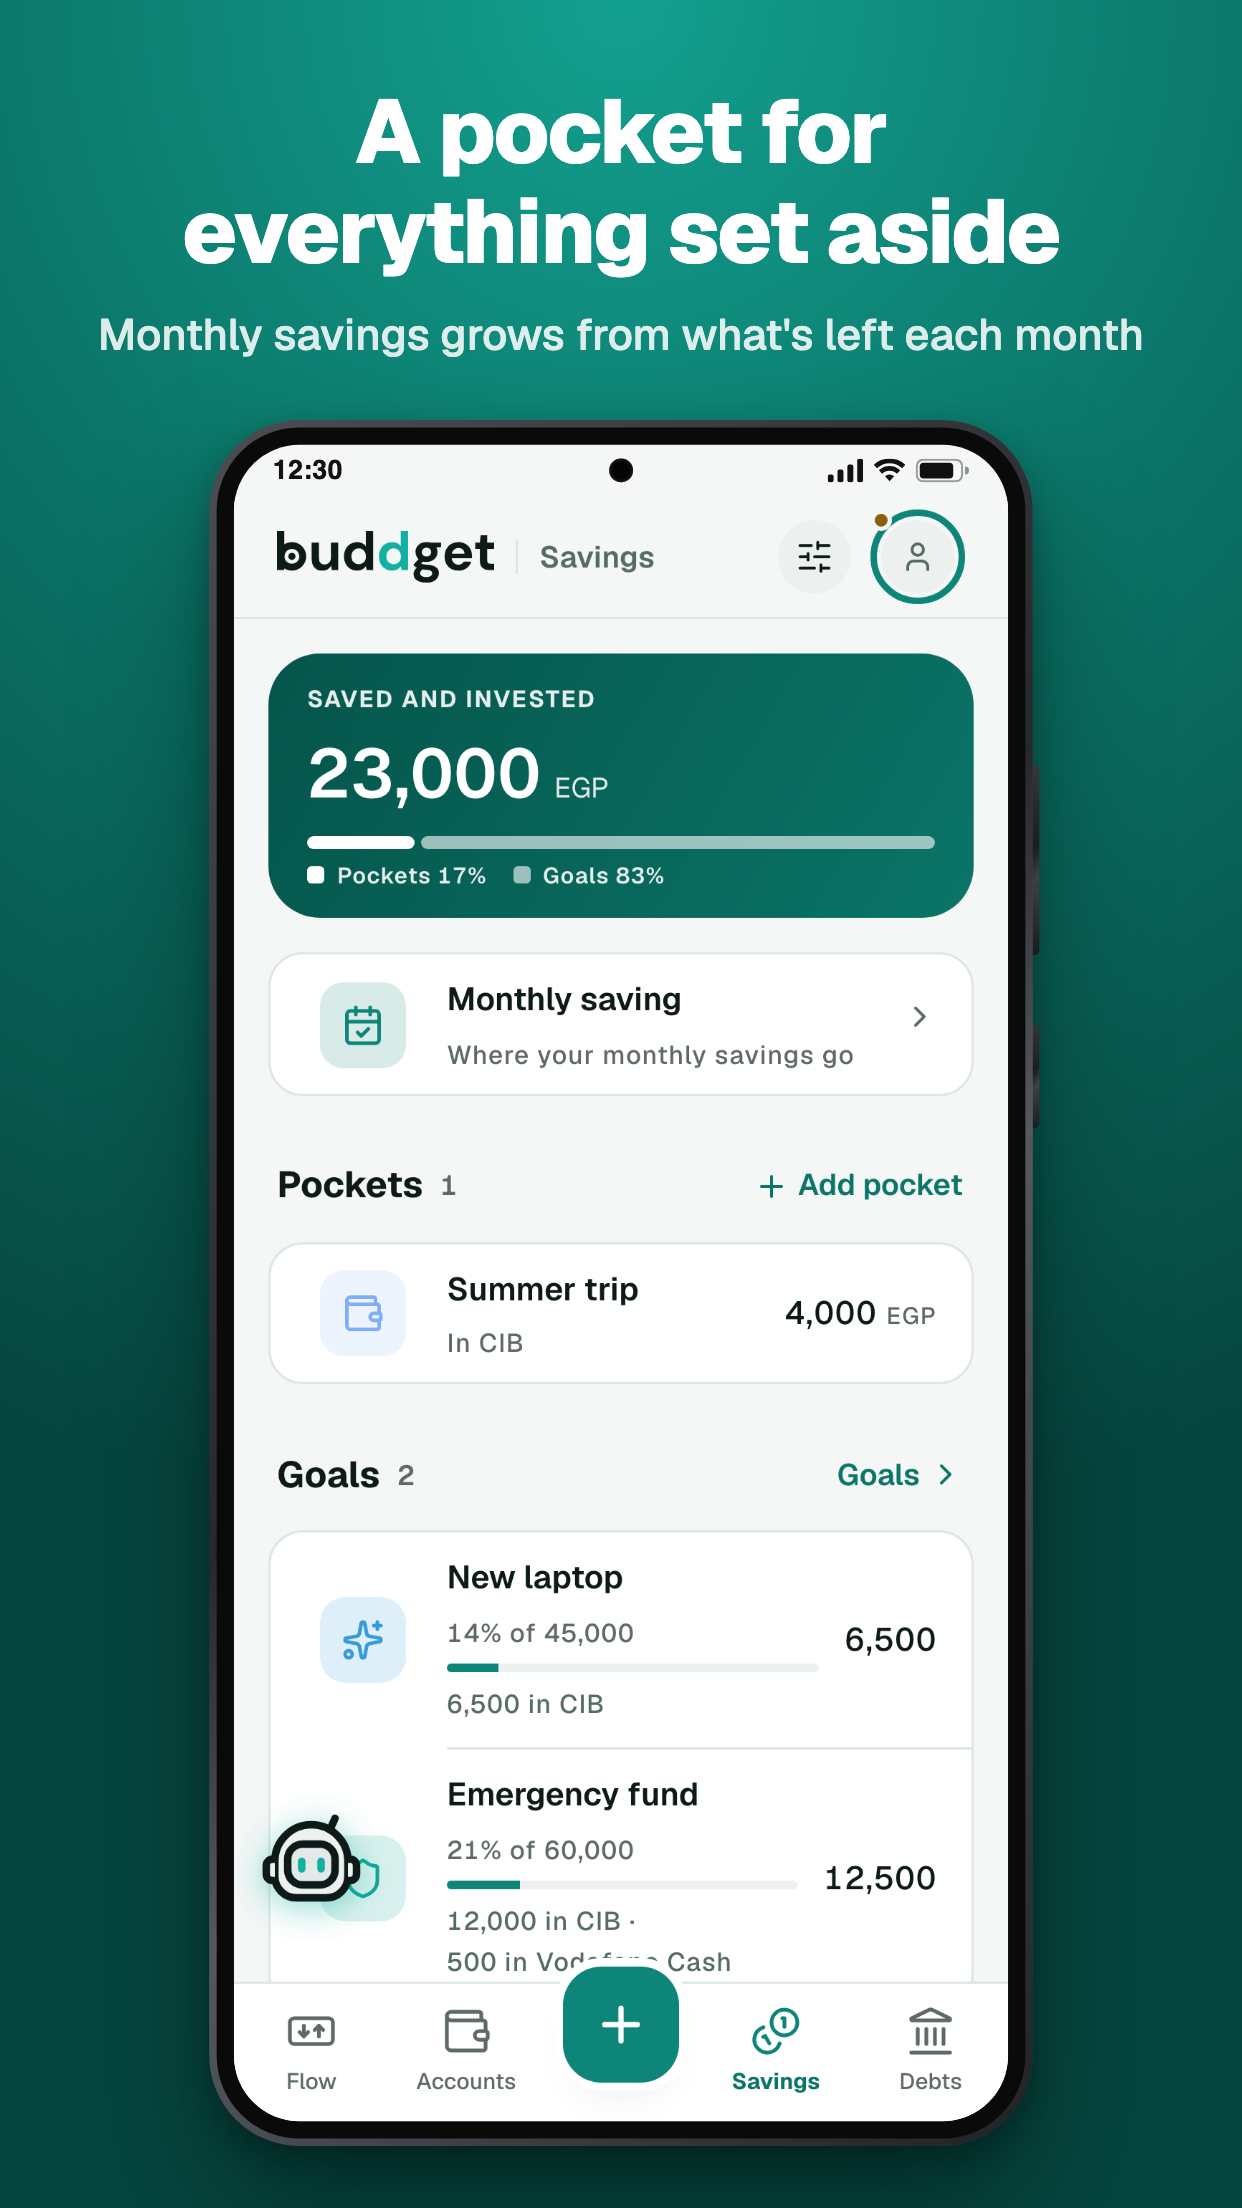 A pocket for
everything set aside
Monthly savings grows from what's left each month
12:30
buddget
Savings
SAVED AND INVESTED
23,000 EGP
Pockets 17% Goals 83%
Monthly saving
Where your monthly savings go
Pockets 1
+ Add pocket
Summer trip
In CIB
4,000 EGP
Goals 2
Goals
New laptop
14% of 45,000
6,500
6,500 in CIB
Emergency fund
21% of 60,000
12,500
12,000 in CIB ·
500 in Vodafone Cash
Flow
Accounts
Savings
Debts